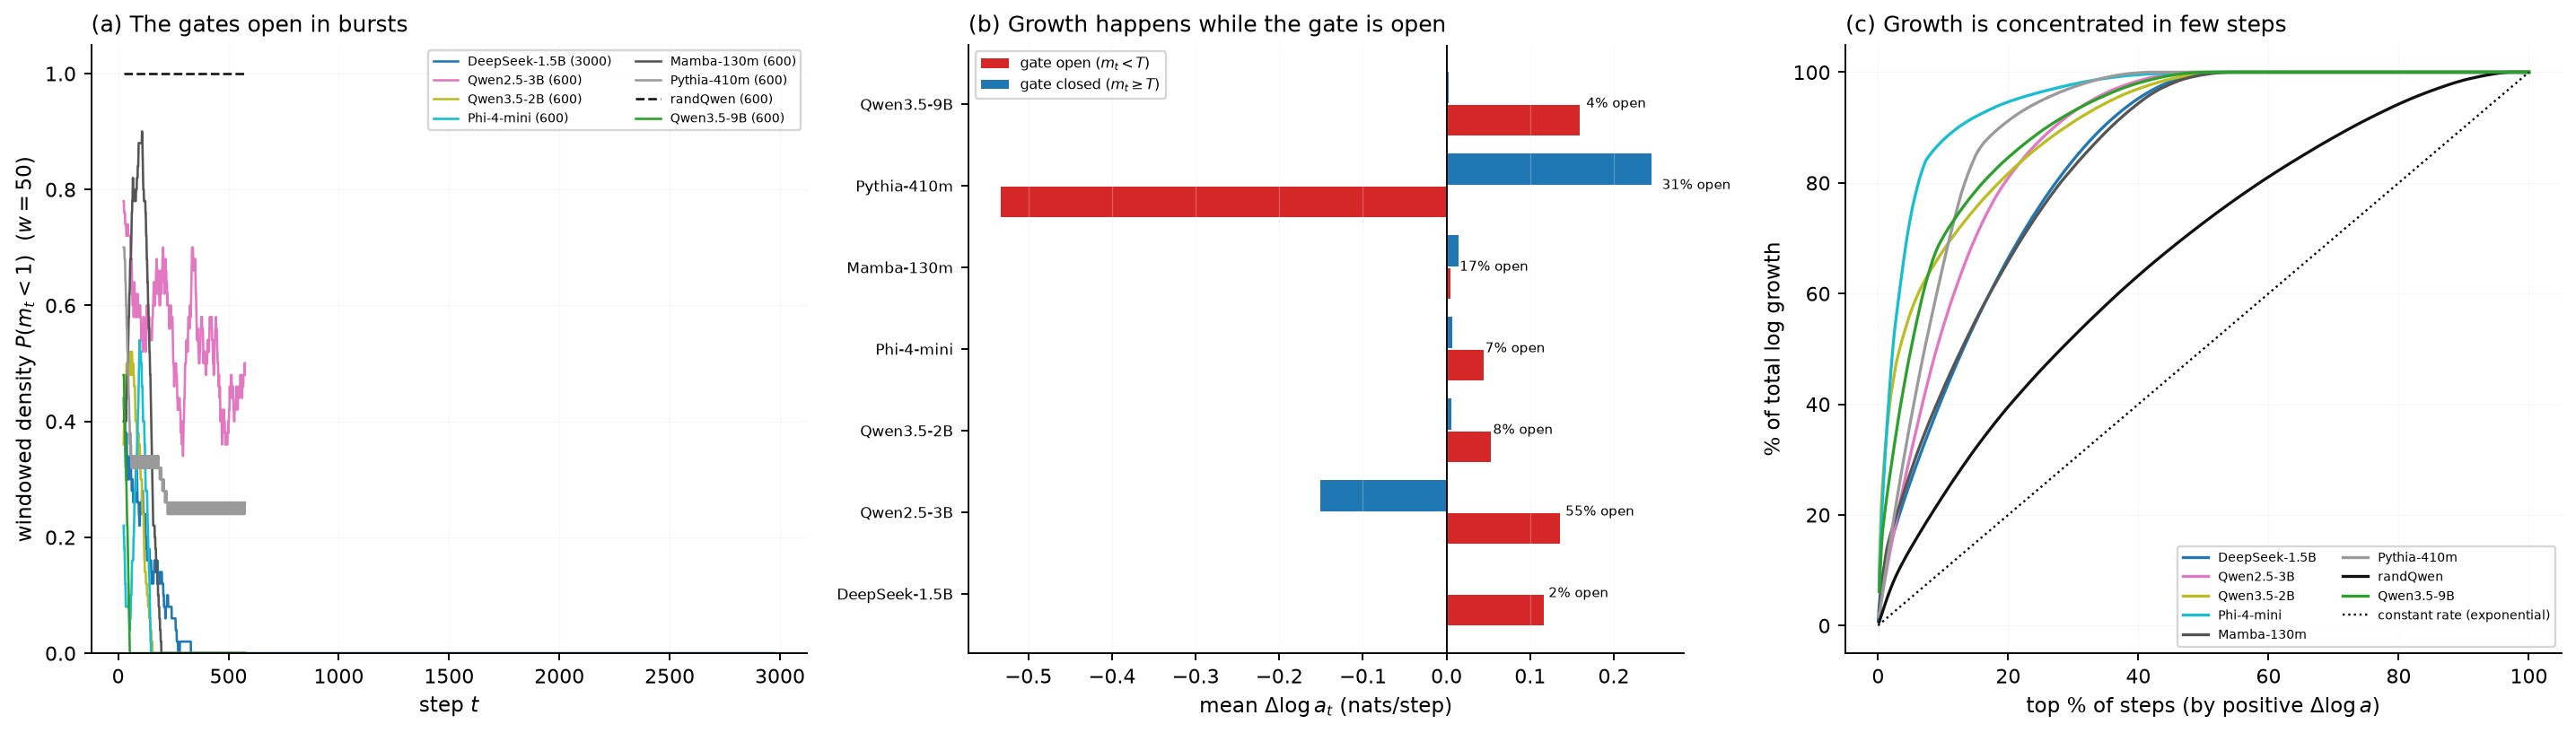 (a) The gates open in bursts
windowed density P(m_t < 1) (w = 50)
1.0
0.8
0.6
0.4
0.2
0.0
0
500
1000
1500
2000
2500
3000
step t
DeepSeek-1.5B (3000)
Qwen2.5-3B (600)
Qwen3.5-2B (600)
Phi-4-mini (600)
Mamba-130m (600)
Pythia-410m (600)
randQwen (600)
Qwen3.5-9B (600)
(b) Growth happens while the gate is open
gate open (m_t < T)
gate closed (m_t ≥ T)
Qwen3.5-9B
4% open
Pythia-410m
31% open
Mamba-130m
17% open
Phi-4-mini
7% open
Qwen3.5-2B
8% open
Qwen2.5-3B
55% open
DeepSeek-1.5B
2% open
−0.5
−0.4
−0.3
−0.2
−0.1
0.0
0.1
0.2
mean Δlog a_t (nats/step)
(c) Growth is concentrated in few steps
% of total log growth
100
80
60
40
20
0
0
20
40
60
80
100
top % of steps (by positive Δlog a)
DeepSeek-1.5B
Qwen2.5-3B
Qwen3.5-2B
Phi-4-mini
Mamba-130m
Pythia-410m
randQwen
Qwen3.5-9B
constant rate (exponential)